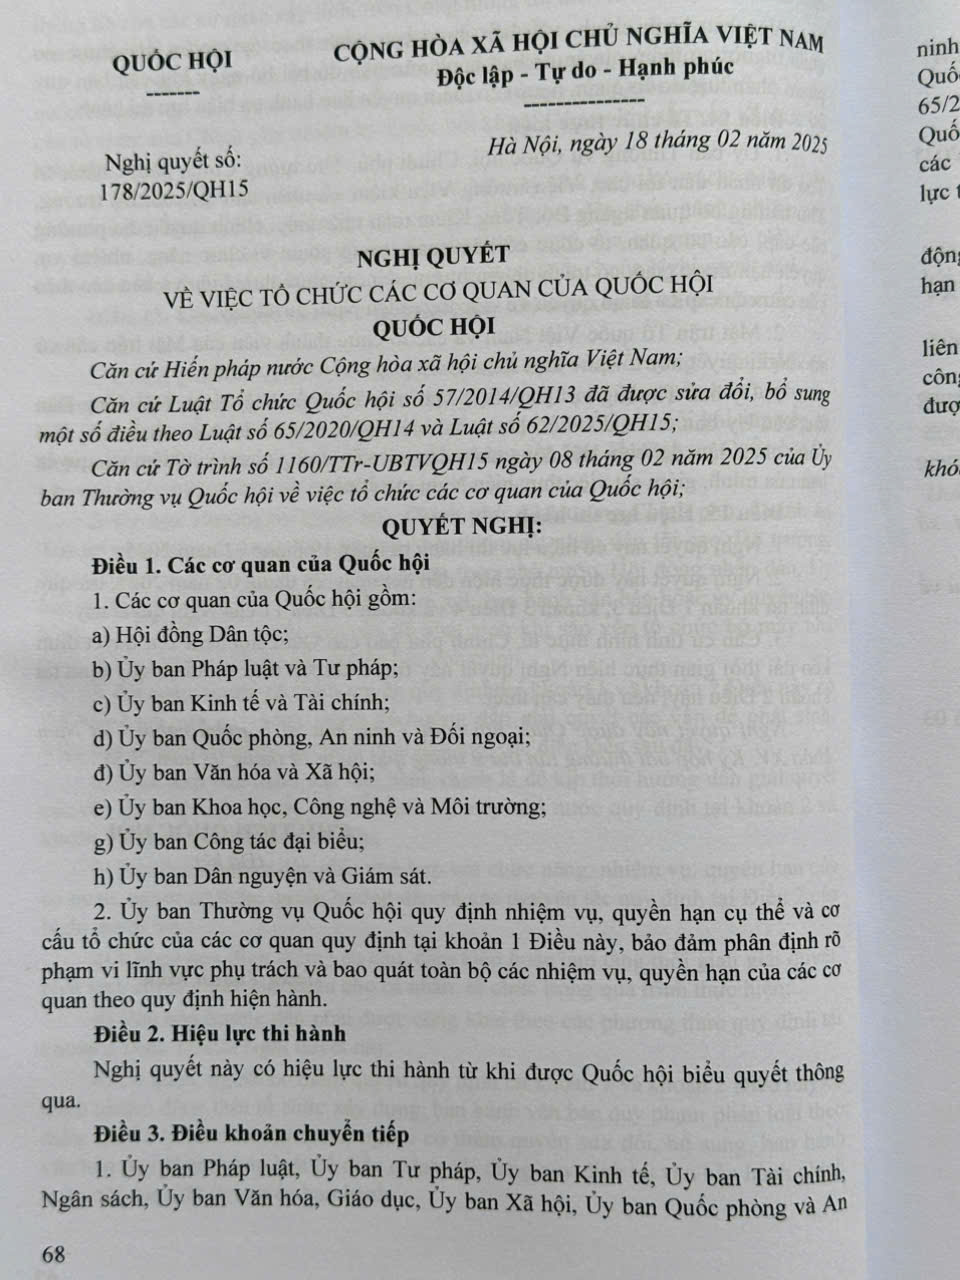 QUỐC HỘI
-------
CỘNG HÒA XÃ HỘI CHỦ NGHĨA VIỆT NAM
Độc lập - Tự do - Hạnh phúc
---------------
Nghị quyết số:
178/2025/QH15
Hà Nội, ngày 18 tháng 02 năm 2025
NGHỊ QUYẾT
VỀ VIỆC TỔ CHỨC CÁC CƠ QUAN CỦA QUỐC HỘI
QUỐC HỘI
Căn cứ Hiến pháp nước Cộng hòa xã hội chủ nghĩa Việt Nam;
Căn cứ Luật Tổ chức Quốc hội số 57/2014/QH13 đã được sửa đổi, bổ sung
một số điều theo Luật số 65/2020/QH14 và Luật số 62/2025/QH15;
Căn cứ Tờ trình số 1160/TTr-UBTVQH15 ngày 08 tháng 02 năm 2025 của Ủy
ban Thường vụ Quốc hội về việc tổ chức các cơ quan của Quốc hội;
QUYẾT NGHỊ:
Điều 1. Các cơ quan của Quốc hội
1. Các cơ quan của Quốc hội gồm:
a) Hội đồng Dân tộc;
b) Ủy ban Pháp luật và Tư pháp;
c) Ủy ban Kinh tế và Tài chính;
d) Ủy ban Quốc phòng, An ninh và Đối ngoại;
đ) Ủy ban Văn hóa và Xã hội;
e) Ủy ban Khoa học, Công nghệ và Môi trường;
g) Ủy ban Công tác đại biểu;
h) Ủy ban Dân nguyện và Giám sát.
2. Ủy ban Thường vụ Quốc hội quy định nhiệm vụ, quyền hạn cụ thể và cơ
cấu tổ chức của các cơ quan quy định tại khoản 1 Điều này, bảo đảm phân định rõ
phạm vi lĩnh vực phụ trách và bao quát toàn bộ các nhiệm vụ, quyền hạn của các cơ
quan theo quy định hiện hành.
Điều 2. Hiệu lực thi hành
Nghị quyết này có hiệu lực thi hành từ khi được Quốc hội biểu quyết thông
qua.
Điều 3. Điều khoản chuyển tiếp
1. Ủy ban Pháp luật, Ủy ban Tư pháp, Ủy ban Kinh tế, Ủy ban Tài chính,
Ngân sách, Ủy ban Văn hóa, Giáo dục, Ủy ban Xã hội, Ủy ban Quốc phòng và An
68
ninh
Quố
65/2
Quố
các
lực
động
hạn
liên
công
đượ
khó